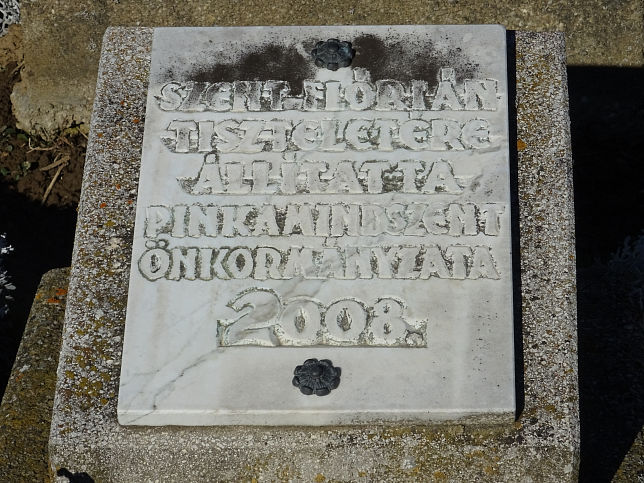 SZENT FLÓRIÁN
TISZTELETÉRE
ÁLLÍTATTA
PINKAMINDSZENT
ÖNKORMÁNYZATA
2008.